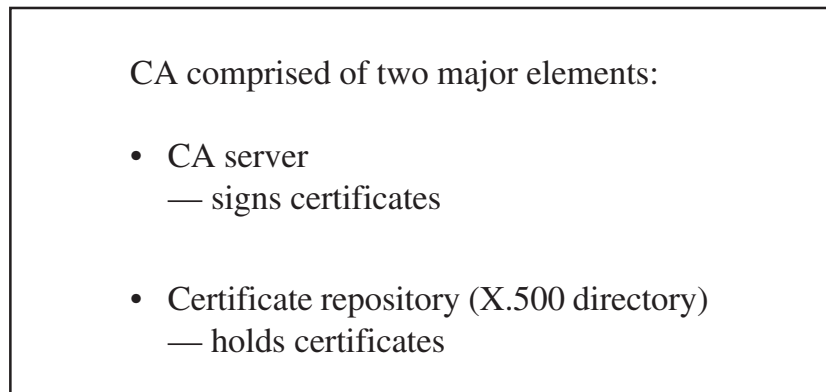 CA comprised of two major elements:
• CA server
— signs certificates
• Certificate repository (X.500 directory)
— holds certificates